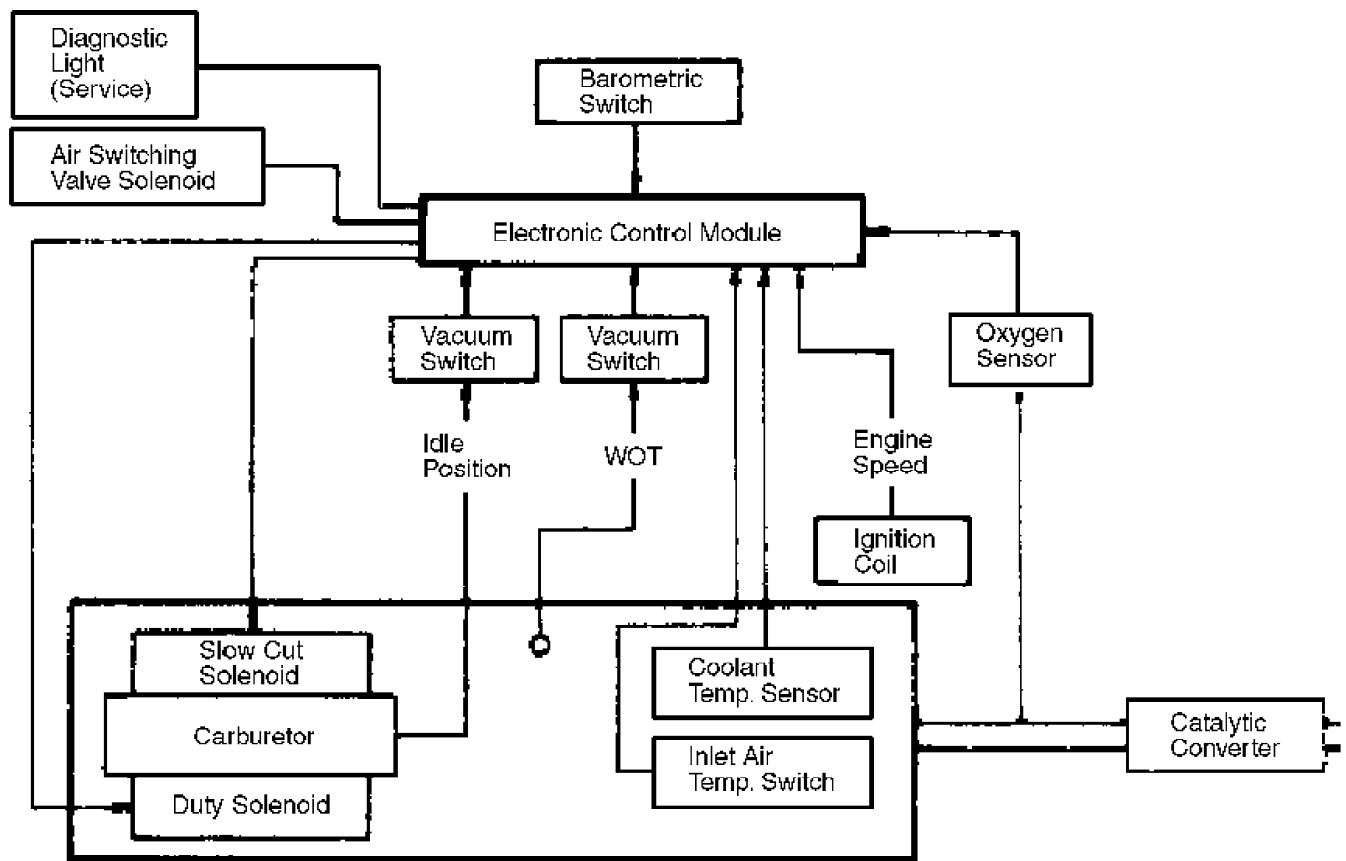 Diagnostic
Light
(Service)
Barometric
Switch
Air Switching
Valve Solenoid
Electronic Control Module
Vacuum
Switch
Vacuum
Switch
Oxygen
Sensor
Idle
Position
WOT
Engine
Speed
Ignition
Coil
Slow Cut
Solenoid
Coolant
Temp. Sensor
Carburetor
Catalytic
Converter
Inlet Air
Temp. Switch
Duty Solenoid